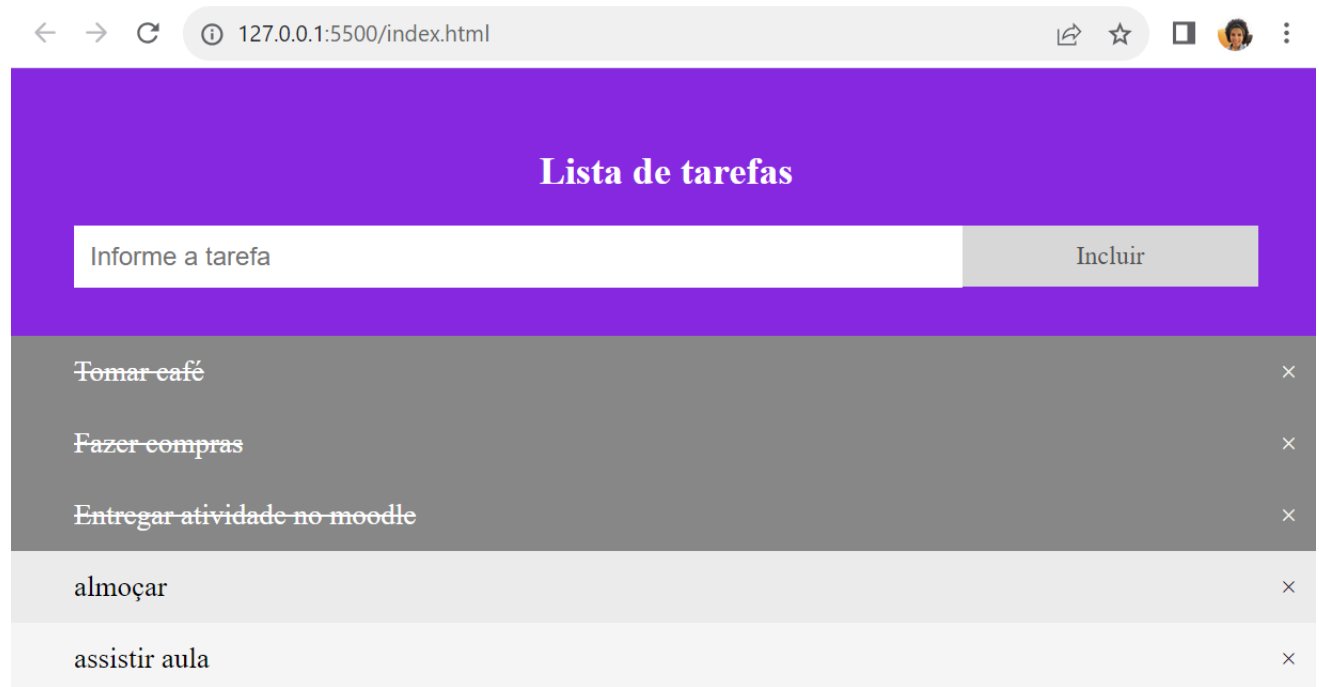 127.0.0.1:5500/index.html
Lista de tarefas
Informe a tarefa
Incluir
Tomar café ×
Fazer compras ×
Entregar atividade no moodle ×
almoçar ×
assistir aula ×